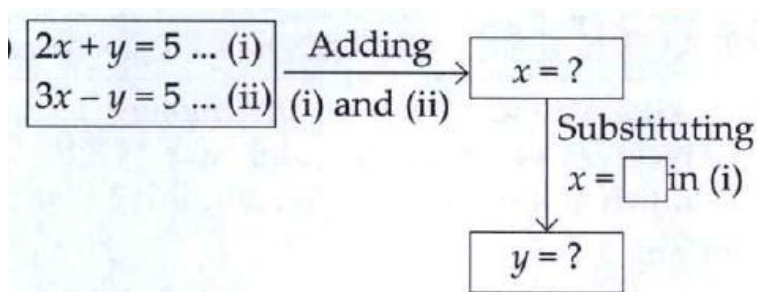 2x + y = 5 ... (i)
3x – y = 5 ... (ii)
Adding
(i) and (ii)
x = ?
Substituting
x = in (i)
y = ?